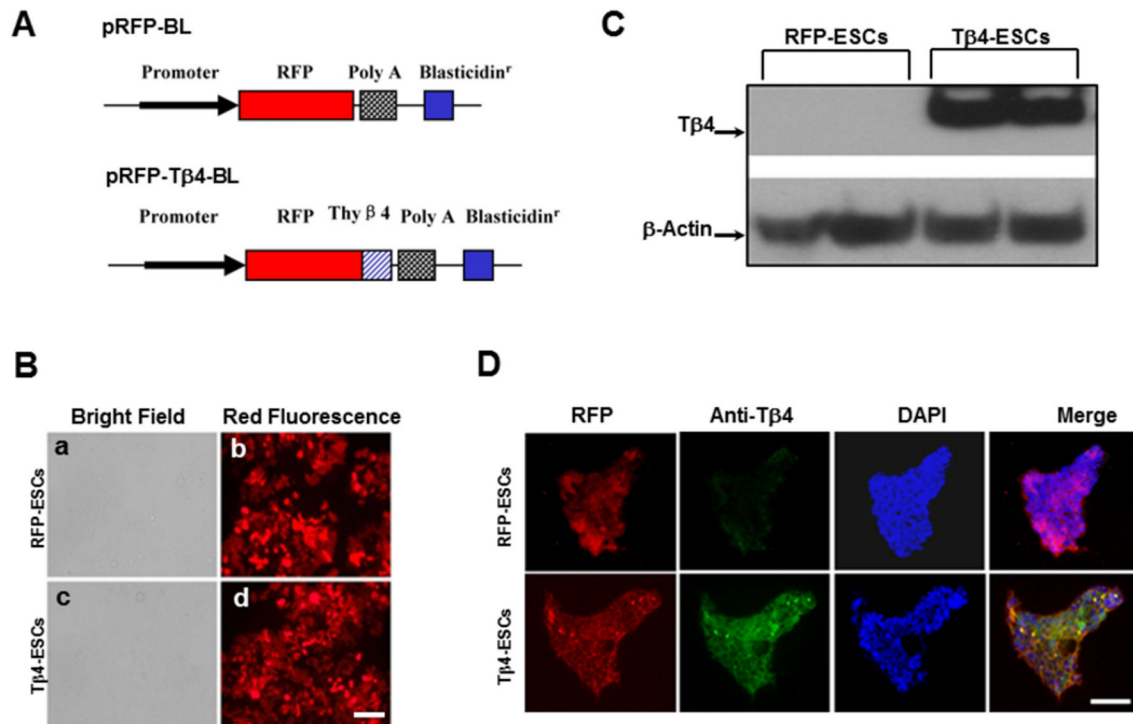 A
pRFP-BL
Promoter RFP Poly A Blasticidinʳ
pRFP-Tβ4-BL
Promoter RFP Thy β 4 Poly A Blasticidinʳ
C
RFP-ESCs Tβ4-ESCs
Tβ4
β-Actin
B
Bright Field Red Fluorescence
RFP-ESCs
a b
Tβ4-ESCs
c d
D
RFP Anti-Tβ4 DAPI Merge
RFP-ESCs
Tβ4-ESCs